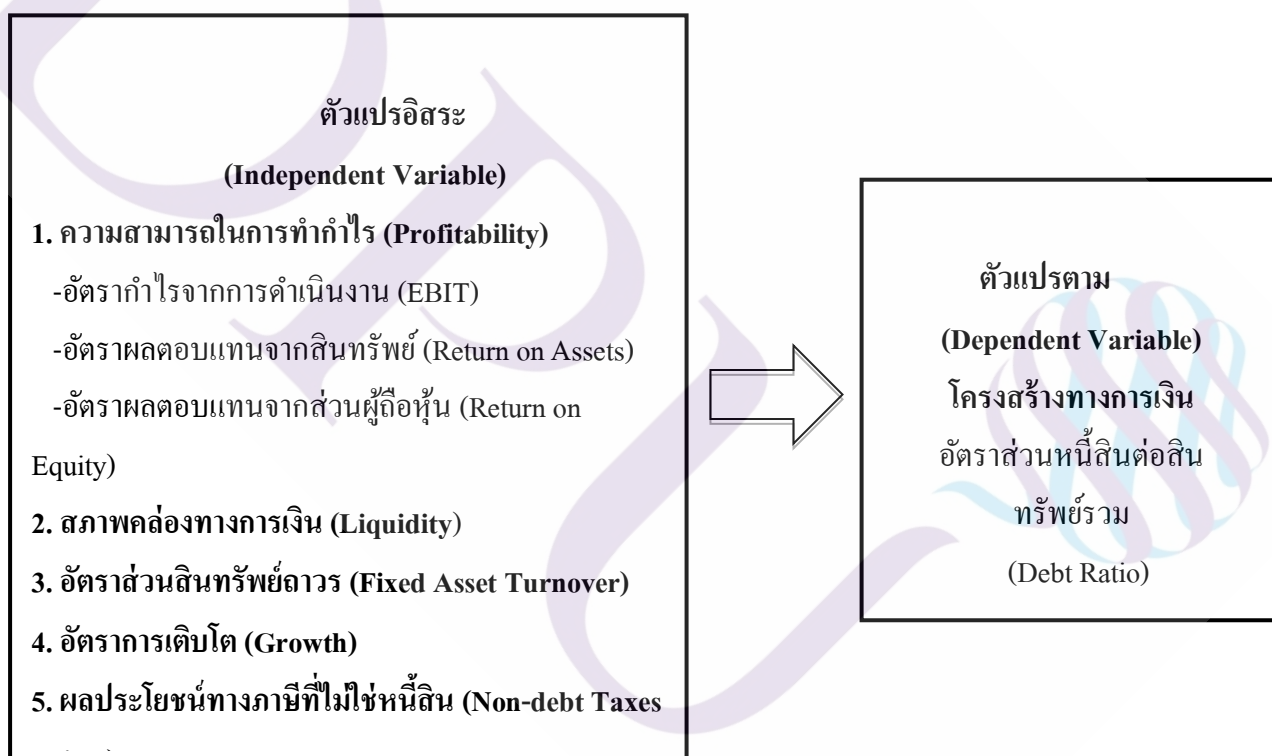 ตัวแปรอิสระ
(Independent Variable)
1. ความสามารถในการทำกำไร (Profitability)
-อัตรากำไรจากการดำเนินงาน (EBIT)
-อัตราผลตอบแทนจากสินทรัพย์ (Return on Assets)
-อัตราผลตอบแทนจากส่วนผู้ถือหุ้น (Return on
Equity)
2. สภาพคล่องทางการเงิน (Liquidity)
3. อัตราส่วนสินทรัพย์ถาวร (Fixed Asset Turnover)
4. อัตราการเติบโต (Growth)
5. ผลประโยชน์ทางภาษีที่ไม่ใช่หนี้สิน (Non-debt Taxes
ตัวแปรตาม
(Dependent Variable)
โครงสร้างทางการเงิน
อัตราส่วนหนี้สินต่อสิน
ทรัพย์รวม
(Debt Ratio)